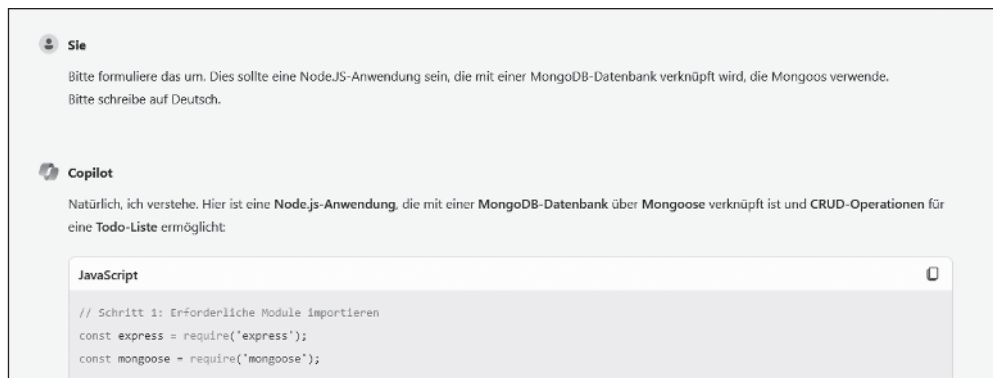 Sie
Bitte formuliere das um. Dies sollte eine Node.JS-Anwendung sein, die mit einer MongoDB-Datenbank verknüpft wird, die Mongoos verwende.
Bitte schreibe auf Deutsch.
Copilot
Natürlich, ich verstehe. Hier ist eine Node.js-Anwendung, die mit einer MongoDB-Datenbank über Mongoose verknüpft ist und CRUD-Operationen für
eine Todo-Liste ermöglicht:
JavaScript
// Schritt 1: Erforderliche Module importieren
const express = require('express');
const mongoose = require('mongoose');